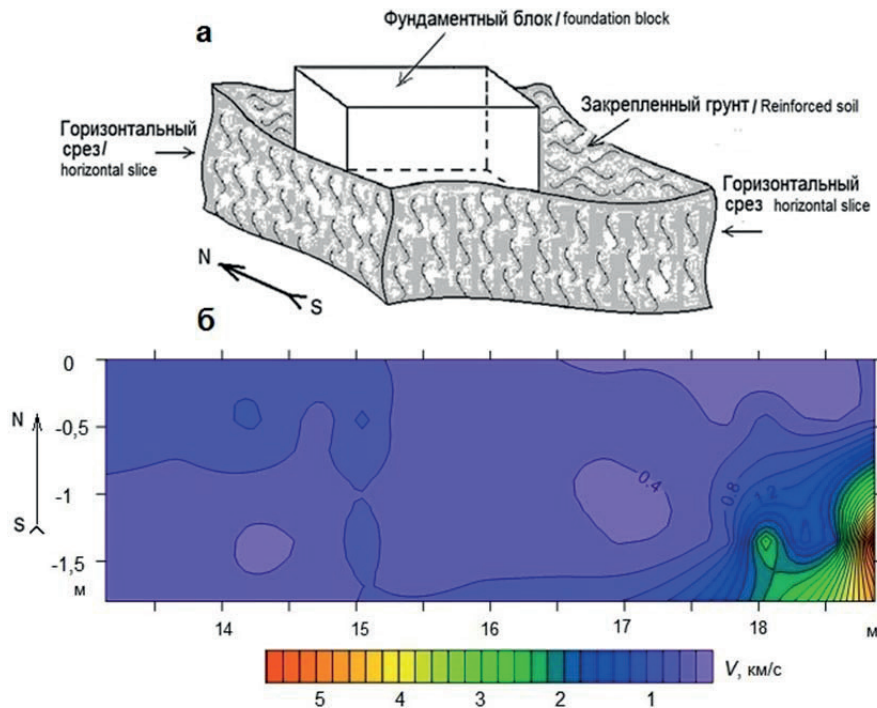 а
Фундаментный блок/foundation block
Закрепленный грунт/Reinforced soil
Горизонтальный
срез/
horizontal slice
Горизонтальный
срез horizontal slice
N
S
б
0
N
-0,5
-1
S
-1,5
м
0.4
0.8
1.2
14 15 16 17 18 м
V, км/с
5 4 3 2 1